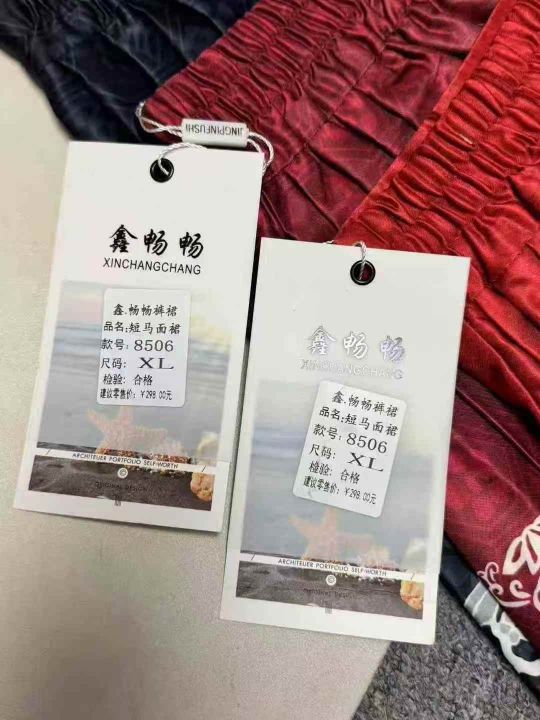 JINGPINFUSHI
鑫畅畅
XINCHANGCHANG
鑫.畅畅裤裙
品名:短马面裙
款号:8506
尺码: XL
检验: 合格
建议零售价: ¥298.00元
ARCHITEUER PORTFOLIO SELF-WORTH
ORIGINAL DESIGN
鑫畅畅
XINCHANGCHANG
鑫.畅畅裤裙
品名:短马面裙
款号:8506
尺码: XL
检验: 合格
建议零售价: ¥298.00元
ARCHITEUER PORTFOLIO SELF-WORTH
ORIGINAL DESIGN